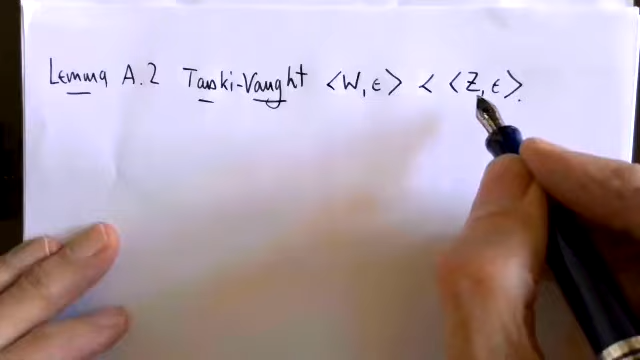 Lemma A.2 Tarski-Vaught <W, ∈> < <Z, ∈>.